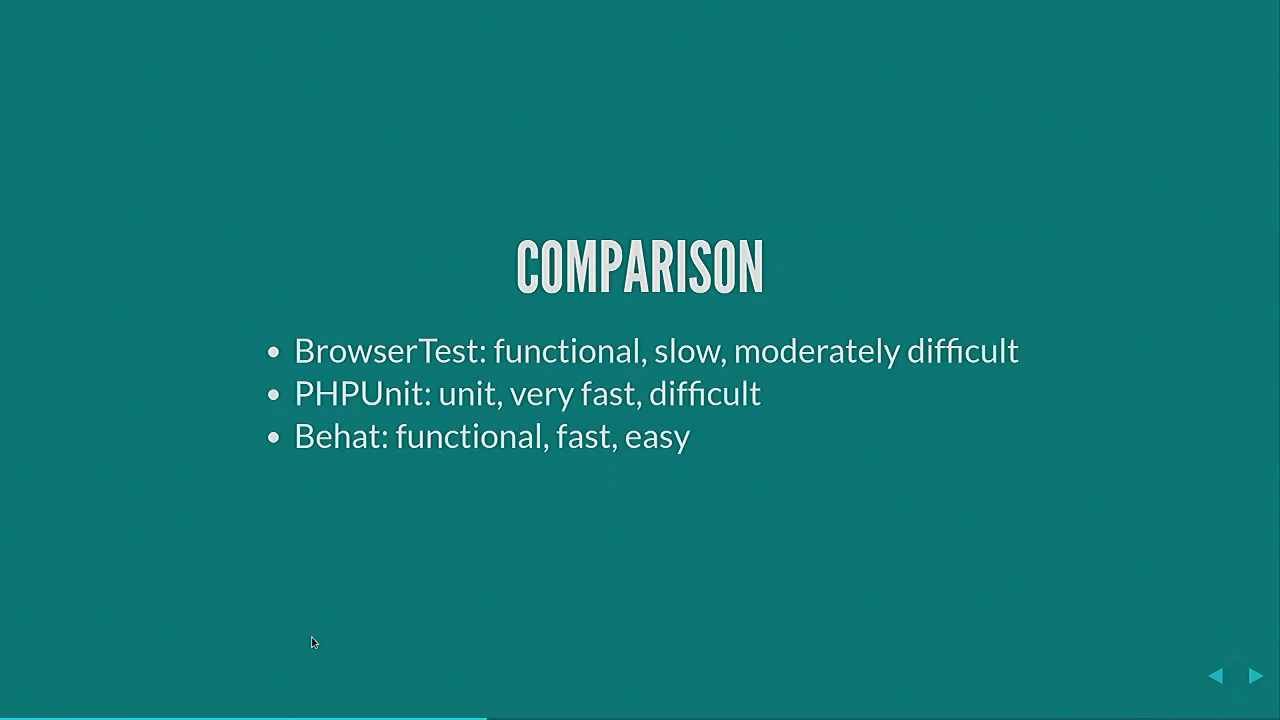 COMPARISON
• BrowserTest: functional, slow, moderately difficult
• PHPUnit: unit, very fast, difficult
• Behat: functional, fast, easy